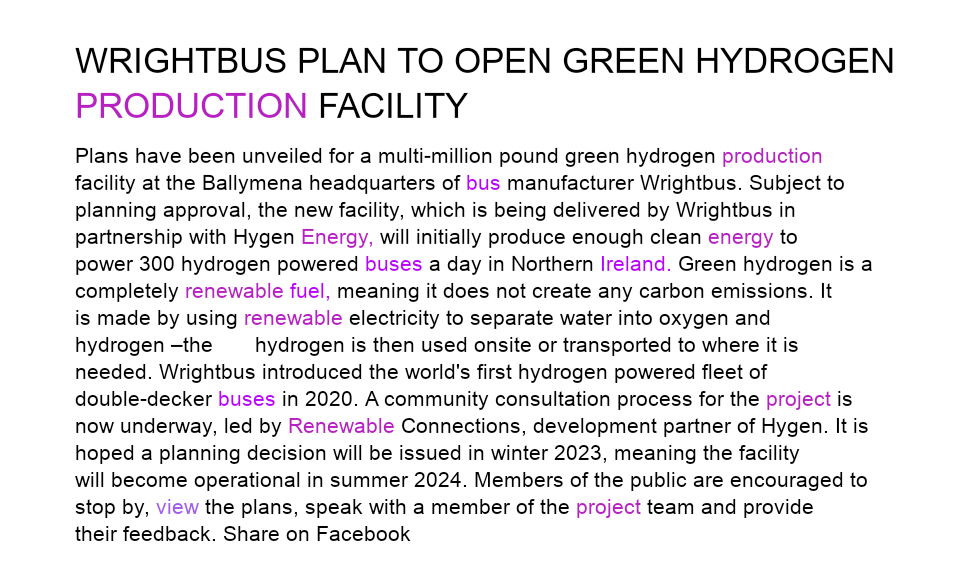 WRIGHTBUS PLAN TO OPEN GREEN HYDROGEN
PRODUCTION FACILITY
Plans have been unveiled for a multi-million pound green hydrogen production
facility at the Ballymena headquarters of bus manufacturer Wrightbus. Subject to
planning approval, the new facility, which is being delivered by Wrightbus in
partnership with Hygen Energy, will initially produce enough clean energy to
power 300 hydrogen powered buses a day in Northern Ireland. Green hydrogen is a
completely renewable fuel, meaning it does not create any carbon emissions. It
is made by using renewable electricity to separate water into oxygen and
hydrogen –the hydrogen is then used onsite or transported to where it is
needed. Wrightbus introduced the world's first hydrogen powered fleet of
double-decker buses in 2020. A community consultation process for the project is
now underway, led by Renewable Connections, development partner of Hygen. It is
hoped a planning decision will be issued in winter 2023, meaning the facility
will become operational in summer 2024. Members of the public are encouraged to
stop by, view the plans, speak with a member of the project team and provide
their feedback. Share on Facebook